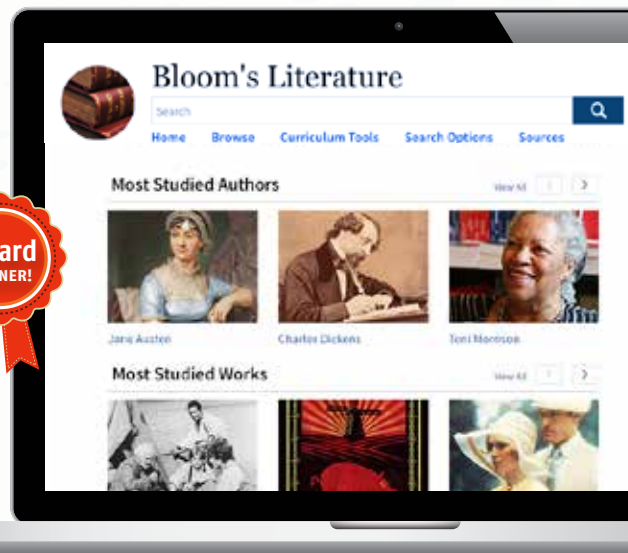 Bloom's Literature
Search
Home Browse Curriculum Tools Search Options Sources
Most Studied Authors
View All
ard
NER!
Jane Austen
Charles Dickens
Toni Morrison
Most Studied Works
View All